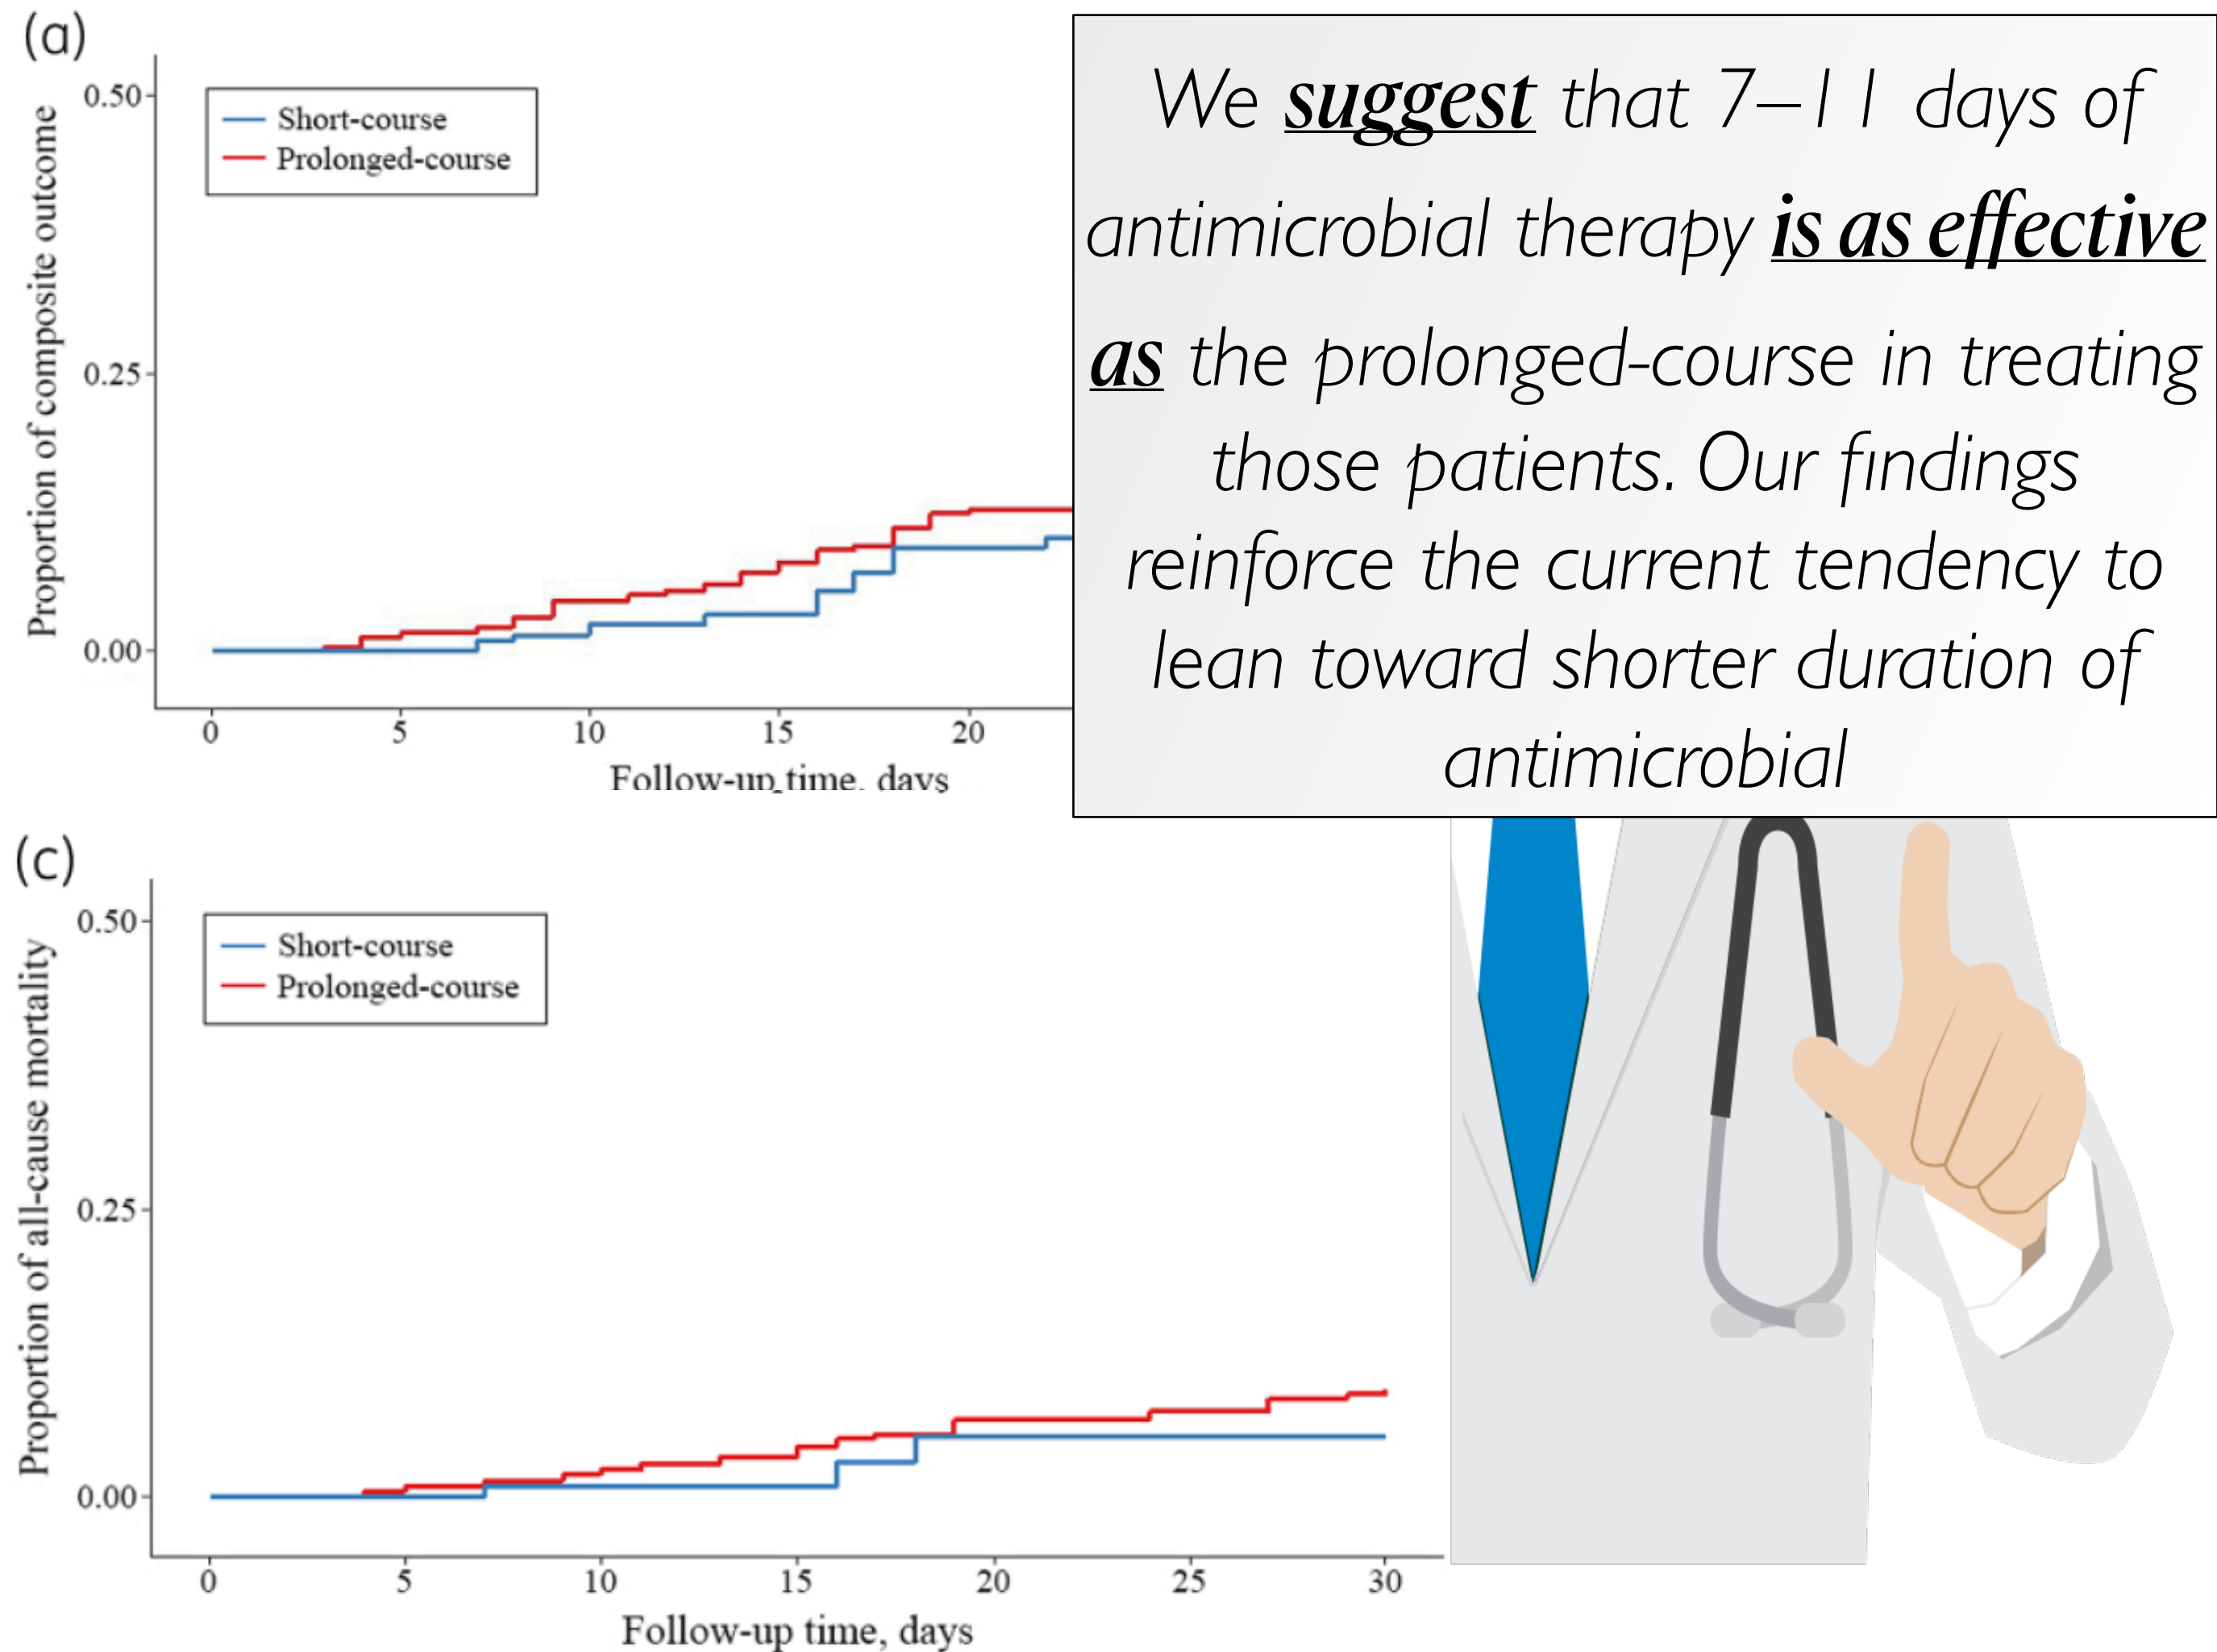 (a)
Proportion of composite outcome
0.50
0.25
0.00
Short-course
Prolonged-course
0 5 10 15 20
Follow-up time, days
We suggest that 7–11 days of
antimicrobial therapy is as effective
as the prolonged-course in treating
those patients. Our findings
reinforce the current tendency to
lean toward shorter duration of
antimicrobial
(c)
Proportion of all-cause mortality
0.50
0.25
0.00
Short-course
Prolonged-course
0 5 10 15 20 25 30
Follow-up time, days